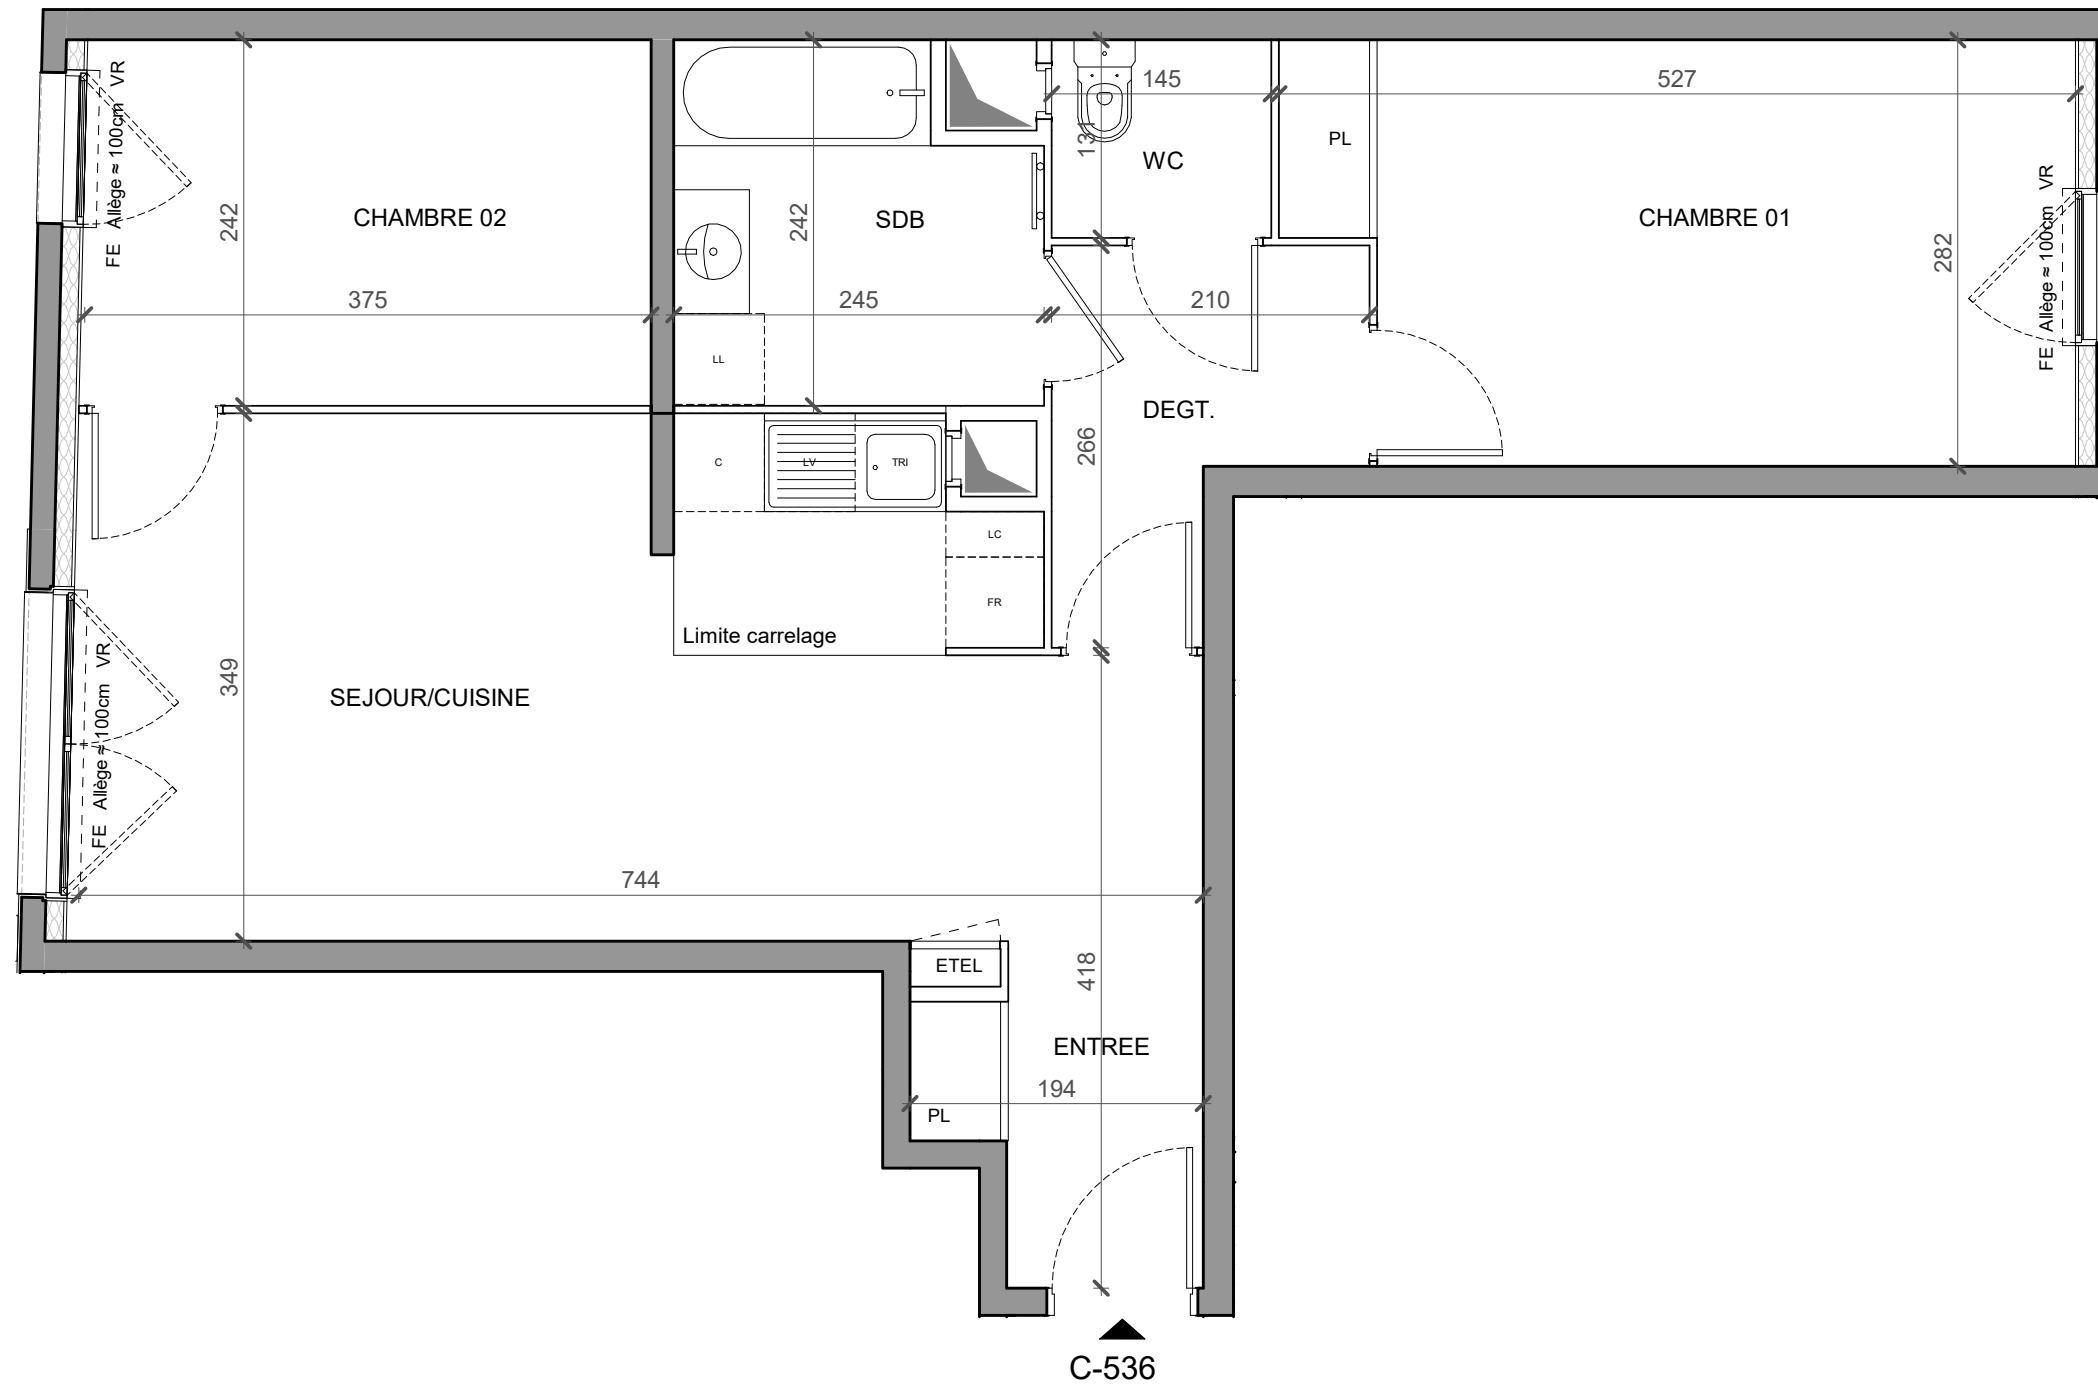 FE Allège ≈ 100cm VR
242
CHAMBRE 02
375
242
SDB
245
LL
145
131
WC
210
PL
527
CHAMBRE 01
282
FE Allège ≈ 100cm VR
DEGT.
266
C
LV
TRI
LC
FR
Limite carrelage
349
SEJOUR/CUISINE
FE Allège ≈ 100cm VR
744
ETEL
418
ENTREE
194
PL
C-536